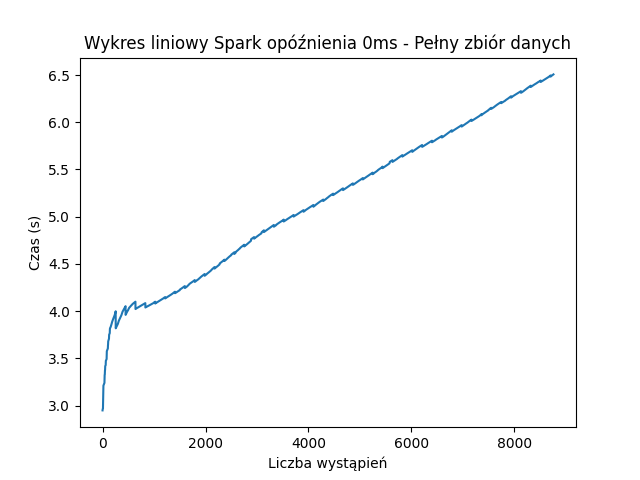 Wykres liniowy Spark opóźnienia 0ms - Pełny zbiór danych
6.5
6.0
5.5
5.0
4.5
4.0
3.5
3.0
Czas (s)
0 2000 4000 6000 8000
Liczba wystąpień